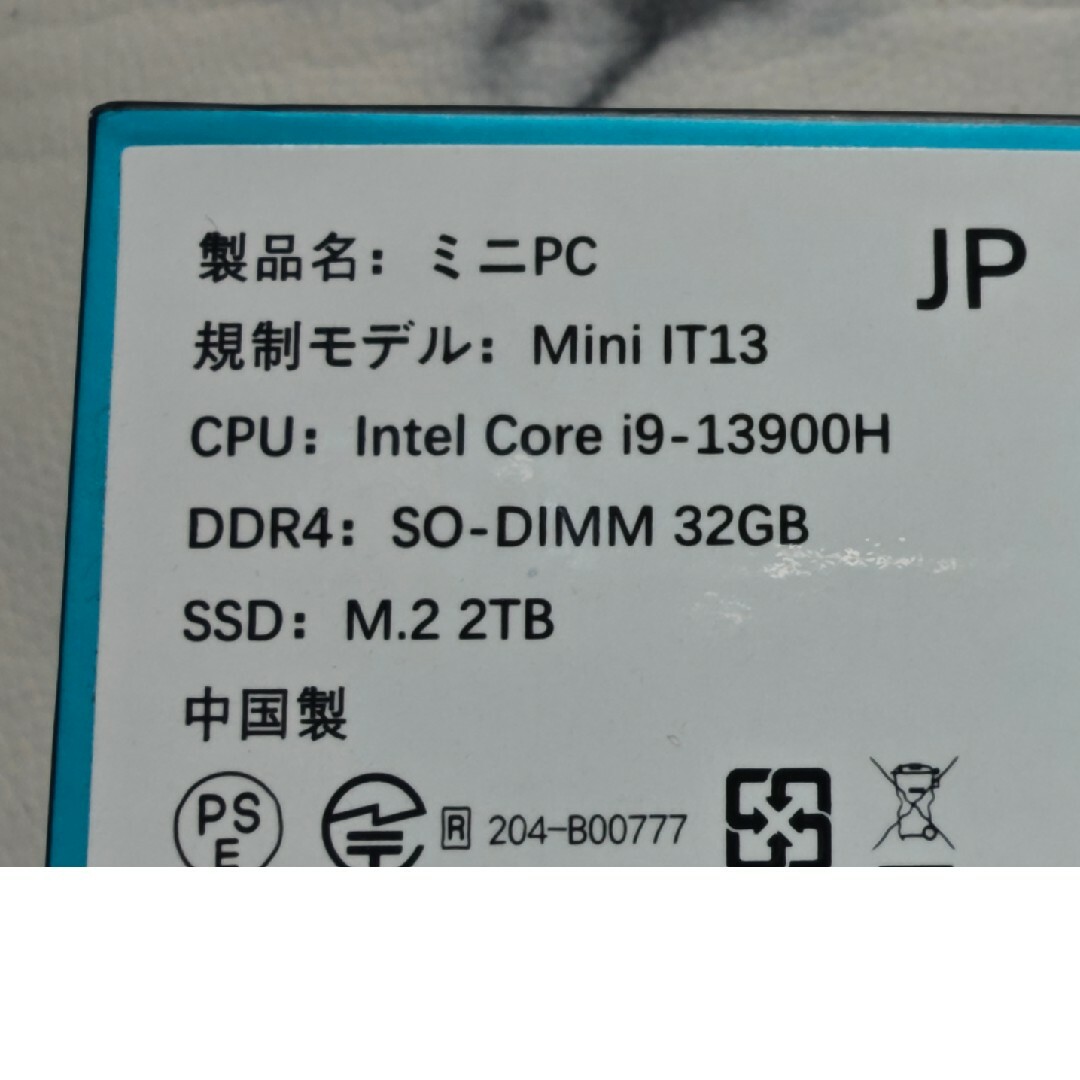 製品名：ミニPC
JP
規制モデル：Mini IT13
CPU：Intel Core i9-13900H
DDR4：SO-DIMM 32GB
SSD：M.2 2TB
中国製
PS
E
R 204-B00777